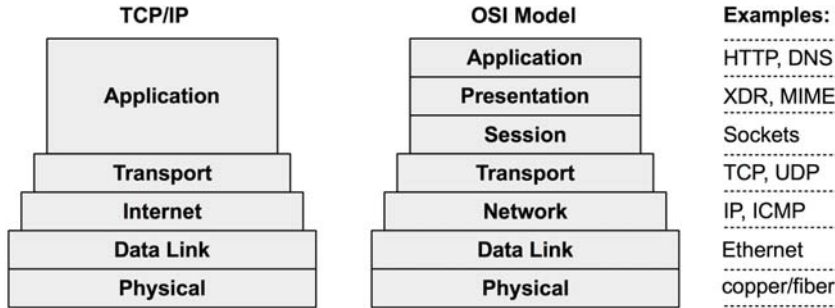 TCP/IP OSI Model Examples:
Application HTTP, DNS
Application Presentation XDR, MIME
Session Sockets
Transport Transport TCP, UDP
Internet Network IP, ICMP
Data Link Data Link Ethernet
Physical Physical copper/fiber